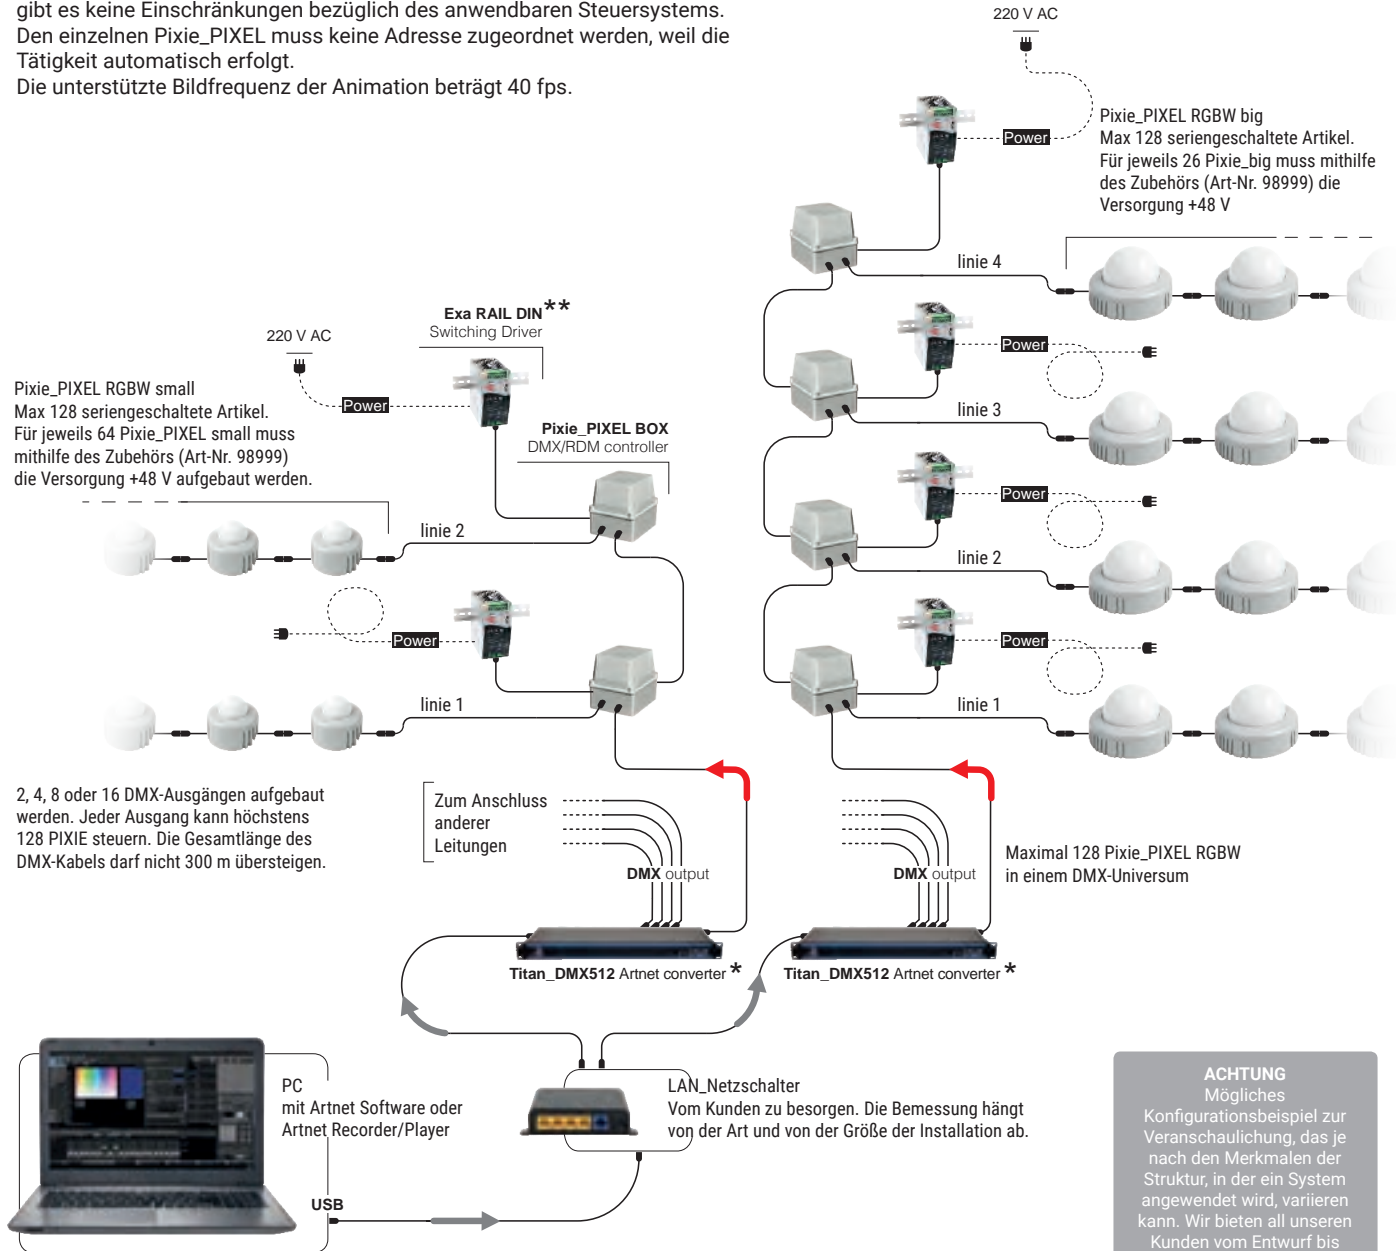 gibt es keine Einschränkungen bezüglich des anwendbaren Steuersystems.
Den einzelnen Pixie_PIXEL muss keine Adresse zugeordnet werden, weil die
Tätigkeit automatisch erfolgt.
Die unterstützte Bildfrequenz der Animation beträgt 40 fps.
220 V AC
Power
Pixie_PIXEL RGBW big
Max 128 seriengeschaltete Artikel.
Für jeweils 26 Pixie_big muss mithilfe
des Zubehörs (Art-Nr. 98999) die
Versorgung +48 V
linie 4
Power
linie 3
Power
linie 2
Power
linie 1
Exa RAIL DIN**
Switching Driver
220 V AC
Power
Pixie_PIXEL RGBW small
Max 128 seriengeschaltete Artikel.
Für jeweils 64 Pixie_PIXEL small muss
mithilfe des Zubehörs (Art-Nr. 98999)
die Versorgung +48 V aufgebaut werden.
Pixie_PIXEL BOX
DMX/RDM controller
linie 2
Power
linie 1
2, 4, 8 oder 16 DMX-Ausgängen aufgebaut
werden. Jeder Ausgang kann höchstens
128 PIXIE steuern. Die Gesamtlänge des
DMX-Kabels darf nicht 300 m übersteigen.
Zum Anschluss
anderer
Leitungen
DMX output
DMX output
Maximal 128 Pixie_PIXEL RGBW
in einem DMX-Universum
Titan_DMX512 Artnet converter *
Titan_DMX512 Artnet converter *
PC
mit Artnet Software oder
Artnet Recorder/Player
USB
LAN_Netzschalter
Vom Kunden zu besorgen. Die Bemessung hängt
von der Art und von der Größe der Installation ab.
ACHTUNG
Mögliches
Konfigurationsbeispiel zur
Veranschaulichung, das je
nach den Merkmalen der
Struktur, in der ein System
angewendet wird, variieren
kann. Wir bieten all unseren
Kunden vom Entwurf bis